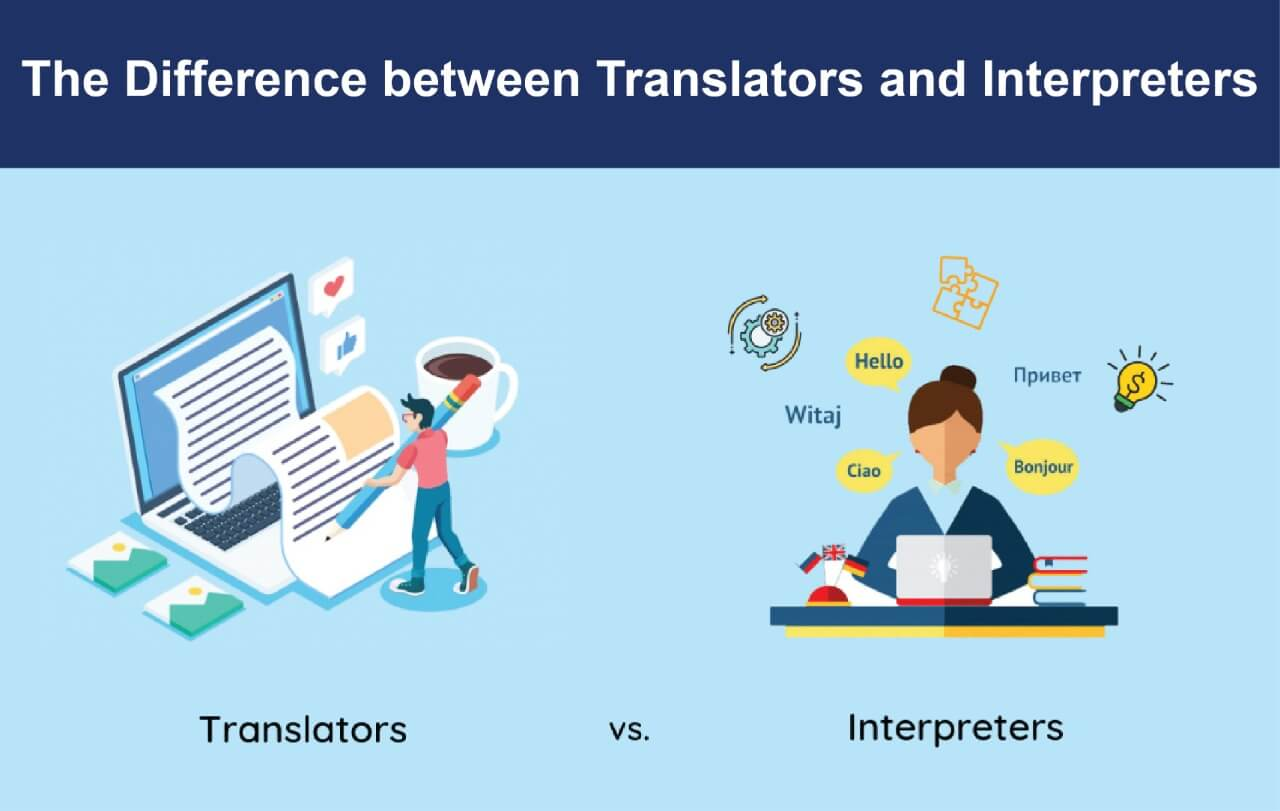 The Difference between Translators and Interpreters
Hello
Привет
Witaj
Ciao
Bonjour
Translators
vs.
Interpreters